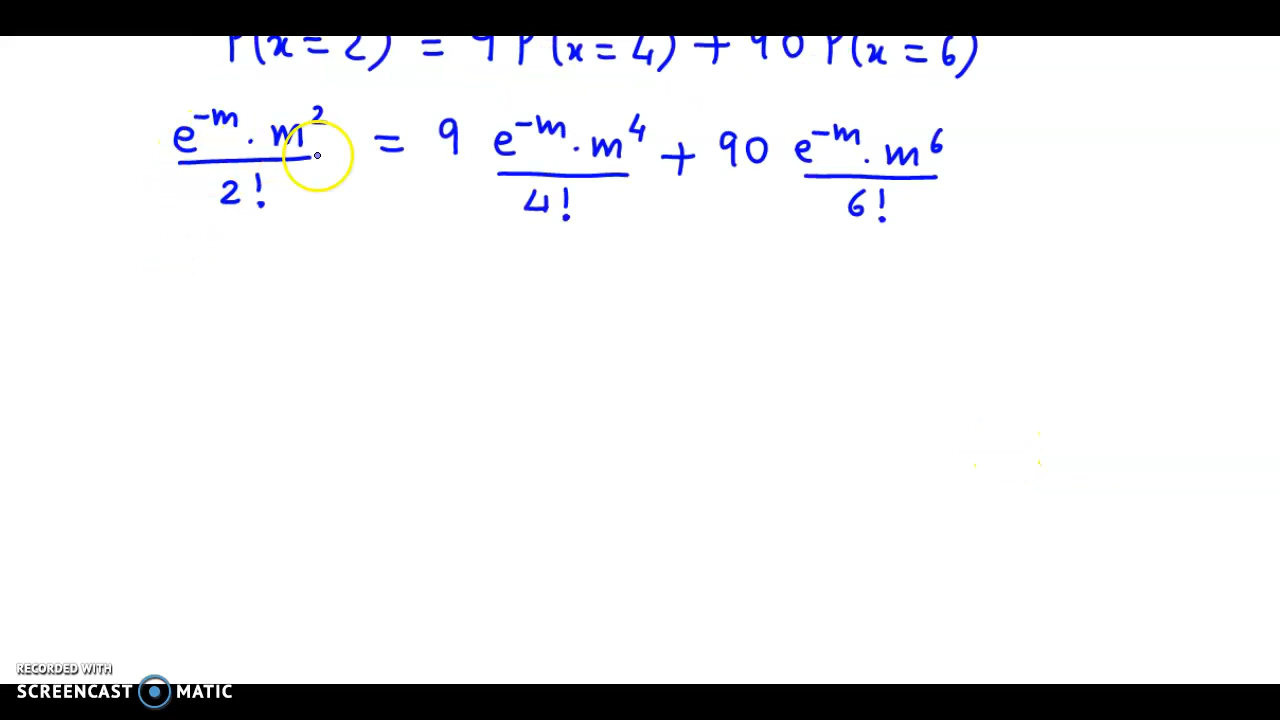 P(x = 2) = 9 P(x = 4) + 90 P(x = 6)
e^{-m} . m^2 / 2! = 9 e^{-m} . m^4 / 4! + 90 e^{-m} . m^6 / 6!
RECORDED WITH
SCREENCAST MATIC